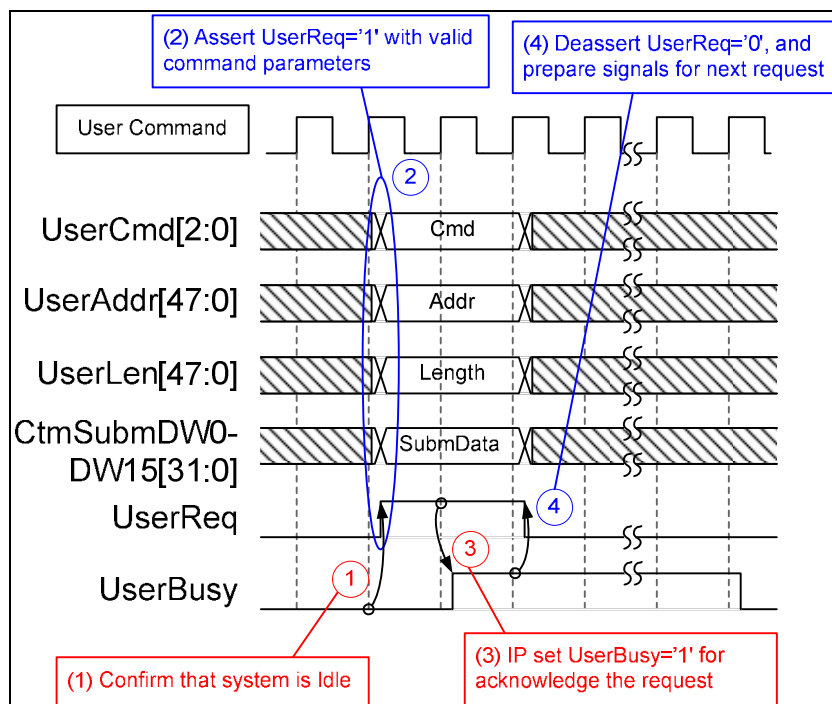 (2) Assert UserReq='1' with valid
command parameters
(4) Deassert UserReq='0', and
prepare signals for next request
User Command
2
UserCmd[2:0]
Cmd
UserAddr[47:0]
Addr
UserLen[47:0]
Length
CtmSubmDW0-
DW15[31:0]
SubmData
UserReq
4
3
UserBusy
1
(1) Confirm that system is Idle
(3) IP set UserBusy='1' for
acknowledge the request